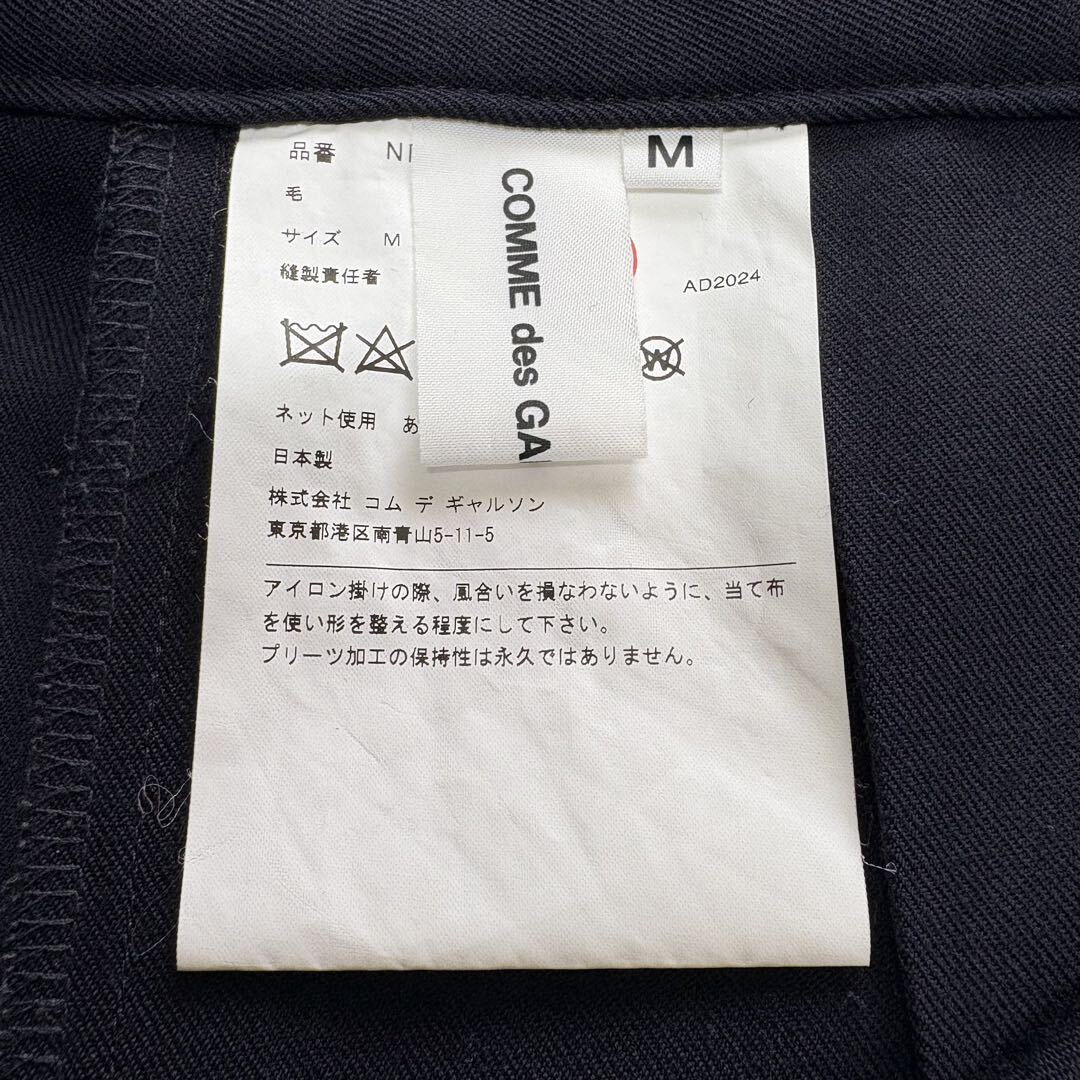 品番 NI
毛
サイズ M
縫製責任者
COMME des GA
M
AD2024
ネット使用 あ
日本製
株式会社 コム デ ギャルソン
東京都港区南青山5-11-5
アイロン掛けの際、風合いを損なわないように、当て布
を使い形を整える程度にして下さい。
プリーツ加工の保持性は永久ではありません。